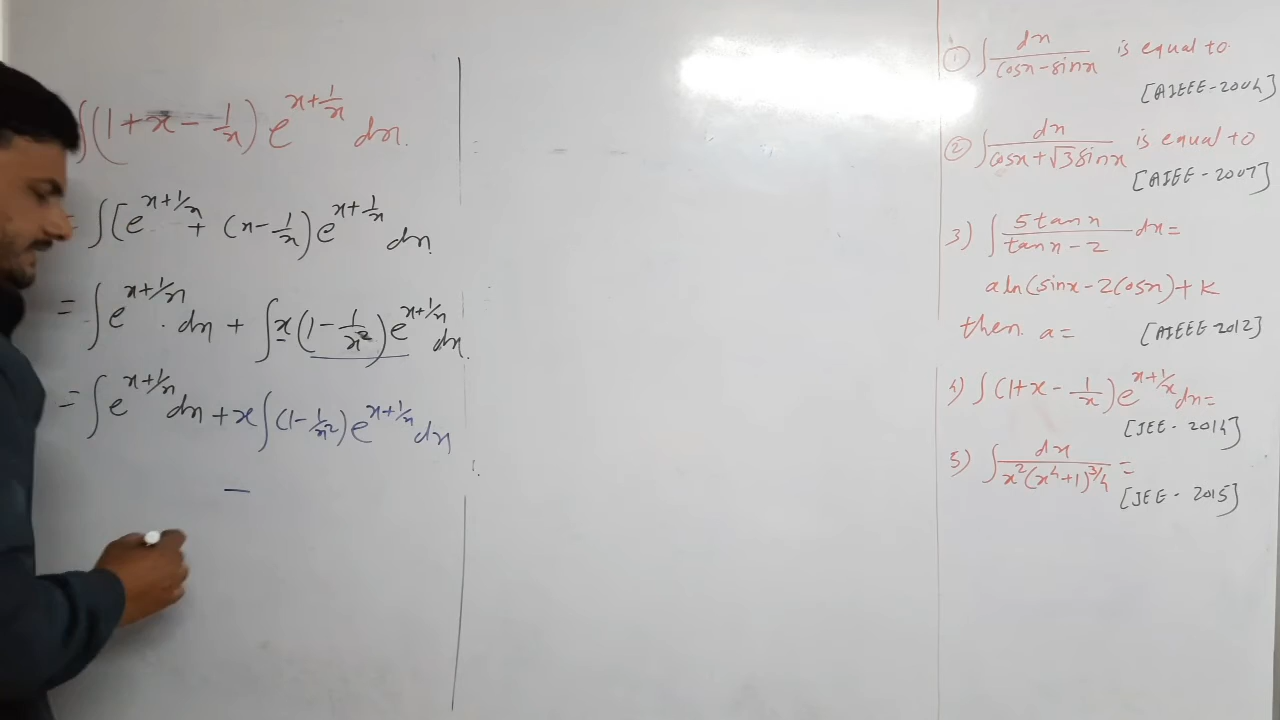 ∫(1+x-1/x) e^(x+1/x) dx.
= ∫[e^(x+1/x) + (x-1/x) e^(x+1/x) dx.
= ∫e^(x+1/x) . dx + ∫x(1-1/x²) e^(x+1/x) dx.
= ∫e^(x+1/x) dx + x∫(1-1/x²) e^(x+1/x) dx
—
① ∫ dx/(cosx-sinx) is equal to.
[AIEEE-2004]
② ∫ dx/(cosx+√3 sinx) is equal to
[AIEE-2007]
3) ∫ 5tanx/(tanx-2) dx =
a ln(sinx-2cosx)+K
then a= [AIEEE-2012]
4) ∫(1+x-1/x) e^(x+1/x) dx =
[JEE-2014]
5) ∫ dx/(x²(x⁴+1)^(3/4)) =
[JEE-2015]